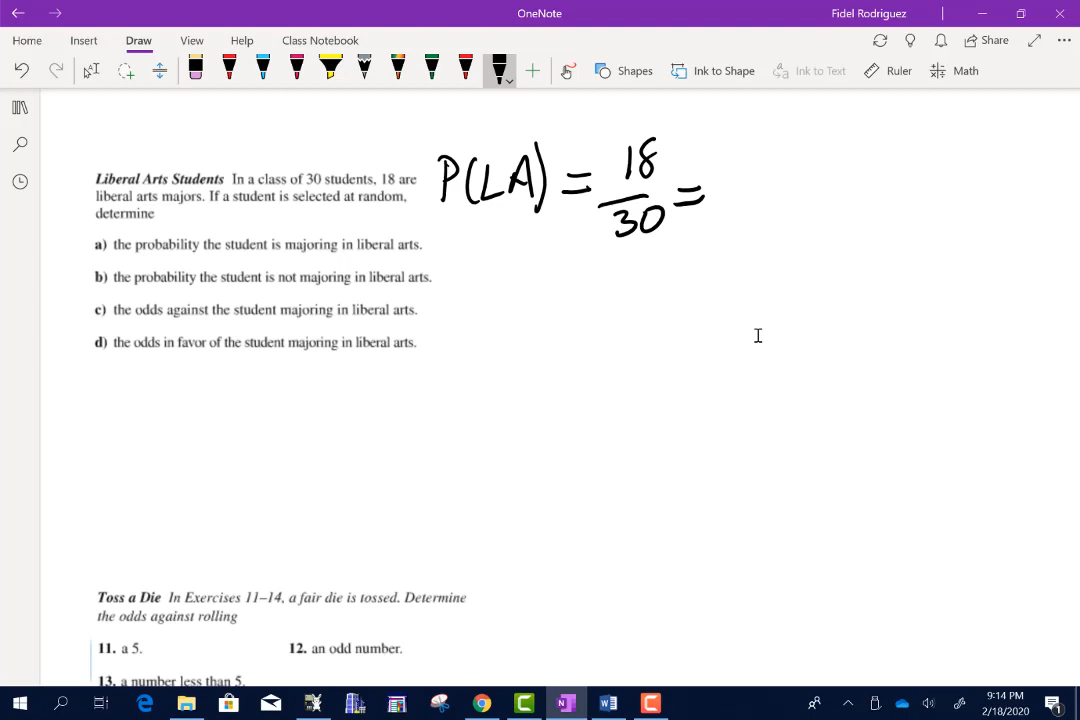 OneNote
Fidel Rodriguez
Home Insert Draw View Help Class Notebook Share
Shapes Ink to Shape Ink to Text Ruler Math
Liberal Arts Students In a class of 30 students, 18 are
liberal arts majors. If a student is selected at random,
determine
a) the probability the student is majoring in liberal arts.
b) the probability the student is not majoring in liberal arts.
c) the odds against the student majoring in liberal arts.
d) the odds in favor of the student majoring in liberal arts.
P(LA) = 18/30 =
Toss a Die In Exercises 11–14, a fair die is tossed. Determine
the odds against rolling
11. a 5. 12. an odd number.
13. a number less than 5.
9:14 PM
2/18/2020